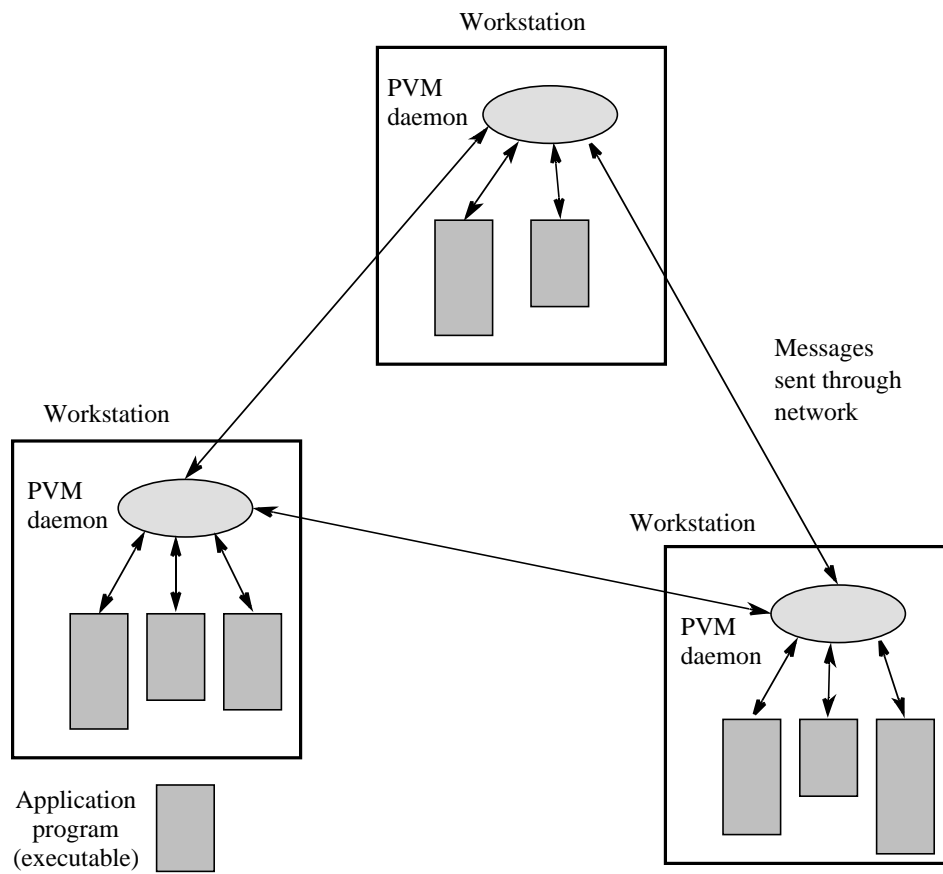 Workstation
PVM
daemon
Messages
sent through
network
Workstation
PVM
daemon
Workstation
PVM
daemon
Application
program
(executable)